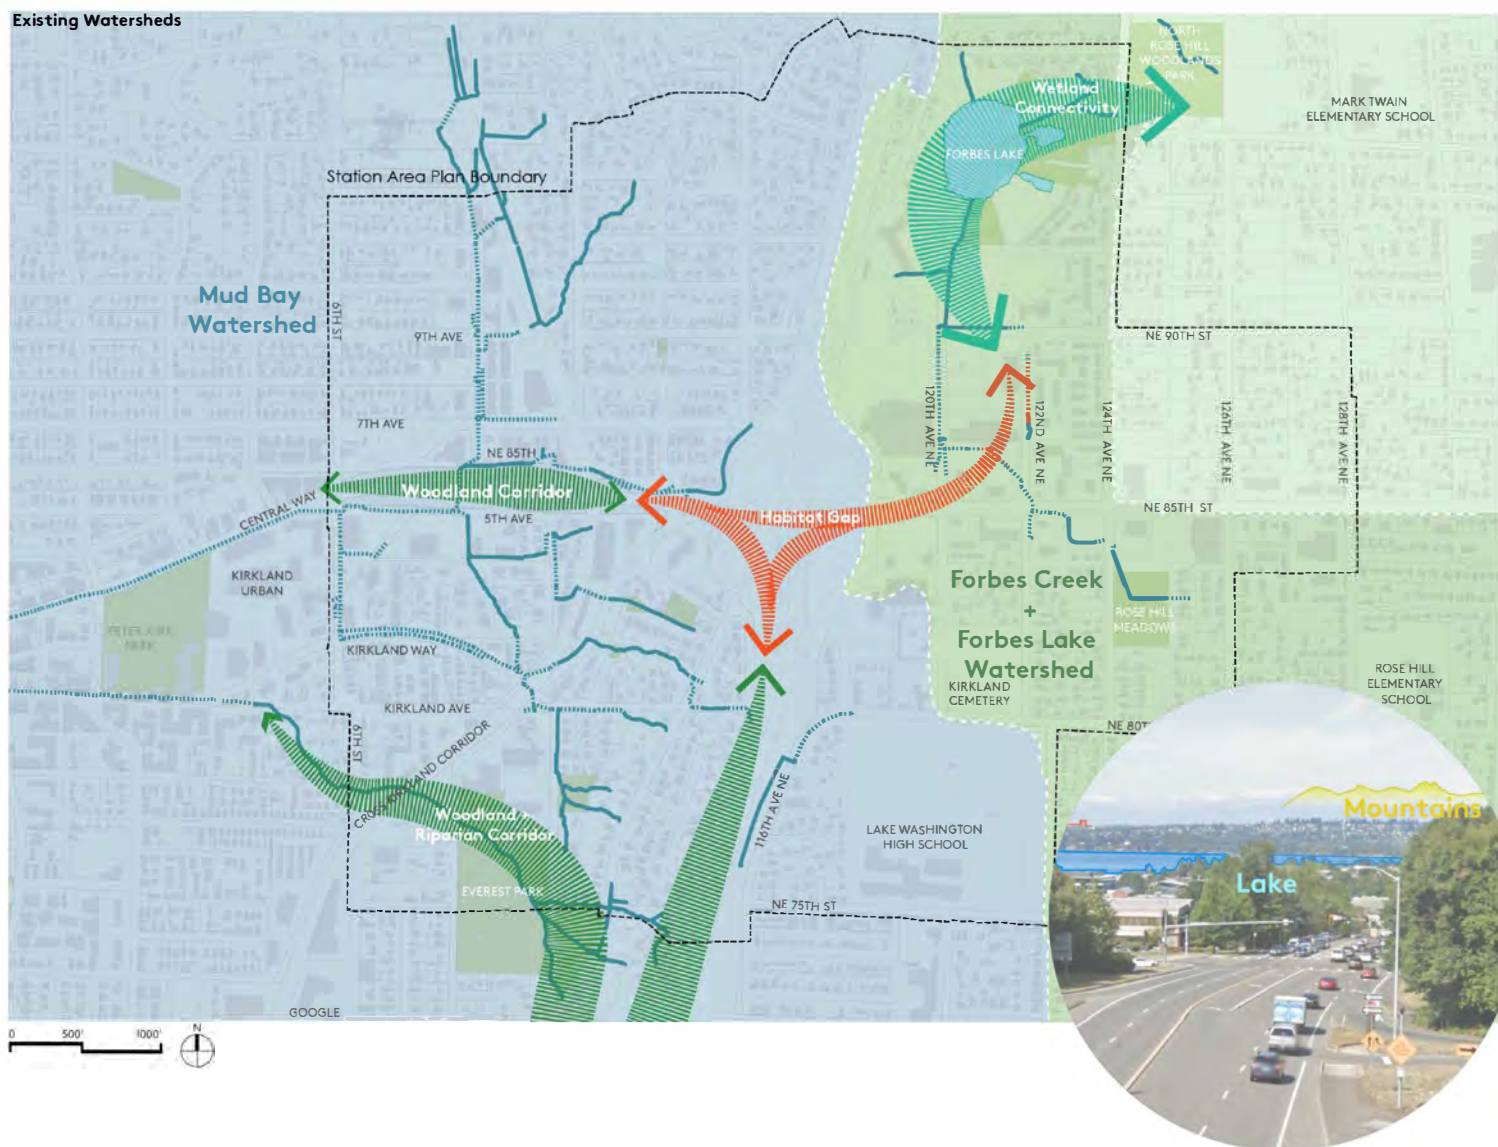 Existing Watersheds
NORTH
ROSE HILL
WOODLANDS
PARK
MARK TWAIN
ELEMENTARY SCHOOL
Wetland
Connectivity
FORBES LAKE
Station Area Plan Boundary
Mud Bay
Watershed
6TH ST
9TH AVE
NE 90TH ST
7TH AVE
120TH AVE NE
122ND AVE NE
124TH AVE NE
126TH AVE NE
128TH AVE NE
NE 85TH
Woodland Corridor
CENTRAL WAY
5TH AVE
Habitat Gap
NE 85TH ST
KIRKLAND
URBAN
Forbes Creek
+
Forbes Lake
Watershed
PETER KIRK
PARK
ROSE HILL
MEADOWS
KIRKLAND WAY
KIRKLAND
CEMETERY
ROSE HILL
ELEMENTARY
SCHOOL
KIRKLAND AVE
6TH ST
CROSS KIRKLAND CORRIDOR
NE 80T
Woodland +
Riparian Corridor
116TH AVE NE
LAKE WASHINGTON
HIGH SCHOOL
Mountains
Lake
EVEREST PARK
NE 75TH ST
GOOGLE
0 500' 1000'
N